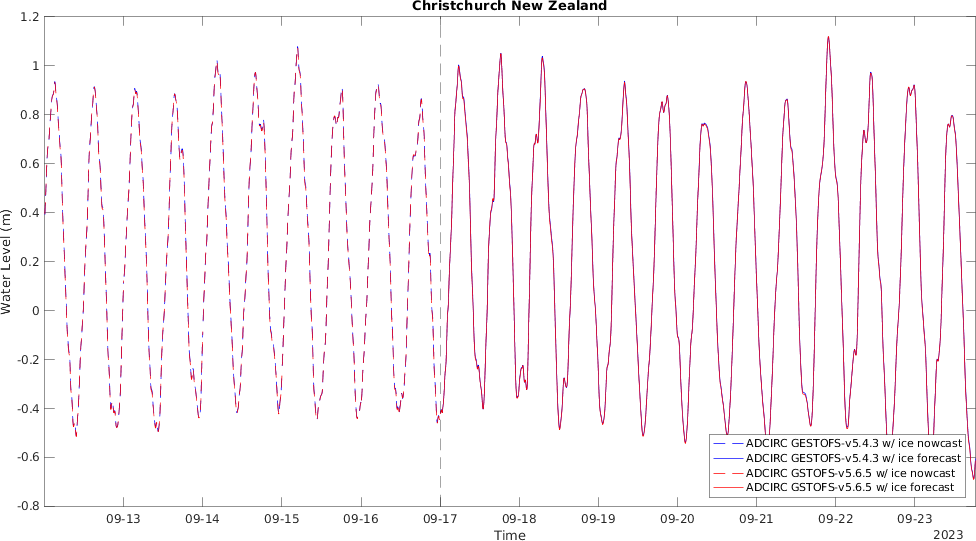 Christchurch New Zealand
1.2
1
0.8
0.6
0.4
0.2
0
-0.2
-0.4
-0.6
-0.8
Water Level (m)
09-13 09-14 09-15 09-16 09-17 09-18 09-19 09-20 09-21 09-22 09-23
Time
2023
ADCIRC GESTOFS-v5.4.3 w/ ice nowcast
ADCIRC GESTOFS-v5.4.3 w/ ice forecast
ADCIRC GSTOFS-v5.6.5 w/ ice nowcast
ADCIRC GSTOFS-v5.6.5 w/ ice forecast